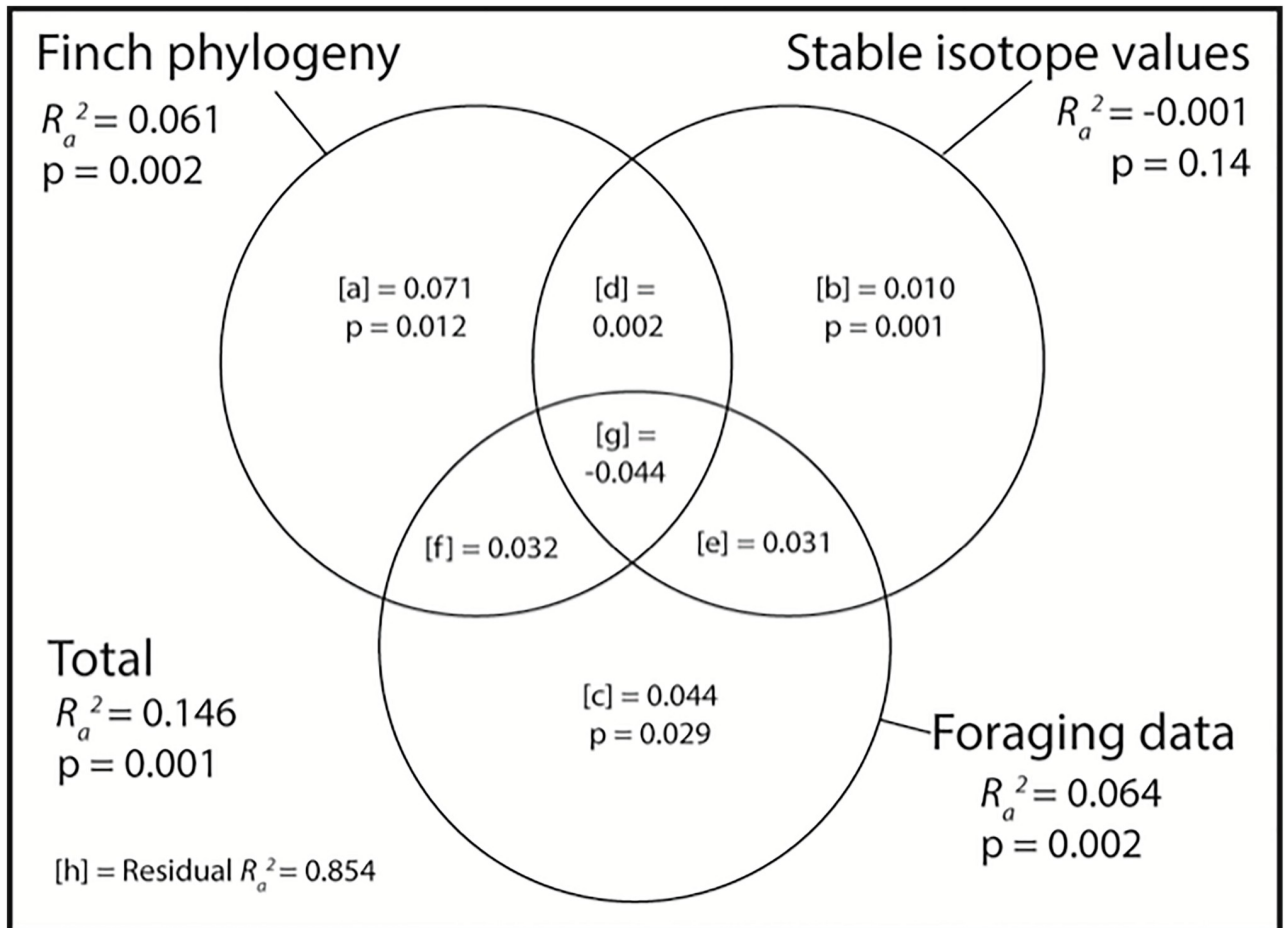 Finch phylogeny
Rₐ² = 0.061
p = 0.002
Stable isotope values
Rₐ² = -0.001
p = 0.14
[a] = 0.071
p = 0.012
[d] =
0.002
[b] = 0.010
p = 0.001
[g] =
-0.044
[f] = 0.032
[e] = 0.031
[c] = 0.044
p = 0.029
Total
Rₐ² = 0.146
p = 0.001
[h] = Residual Rₐ² = 0.854
Foraging data
Rₐ² = 0.064
p = 0.002